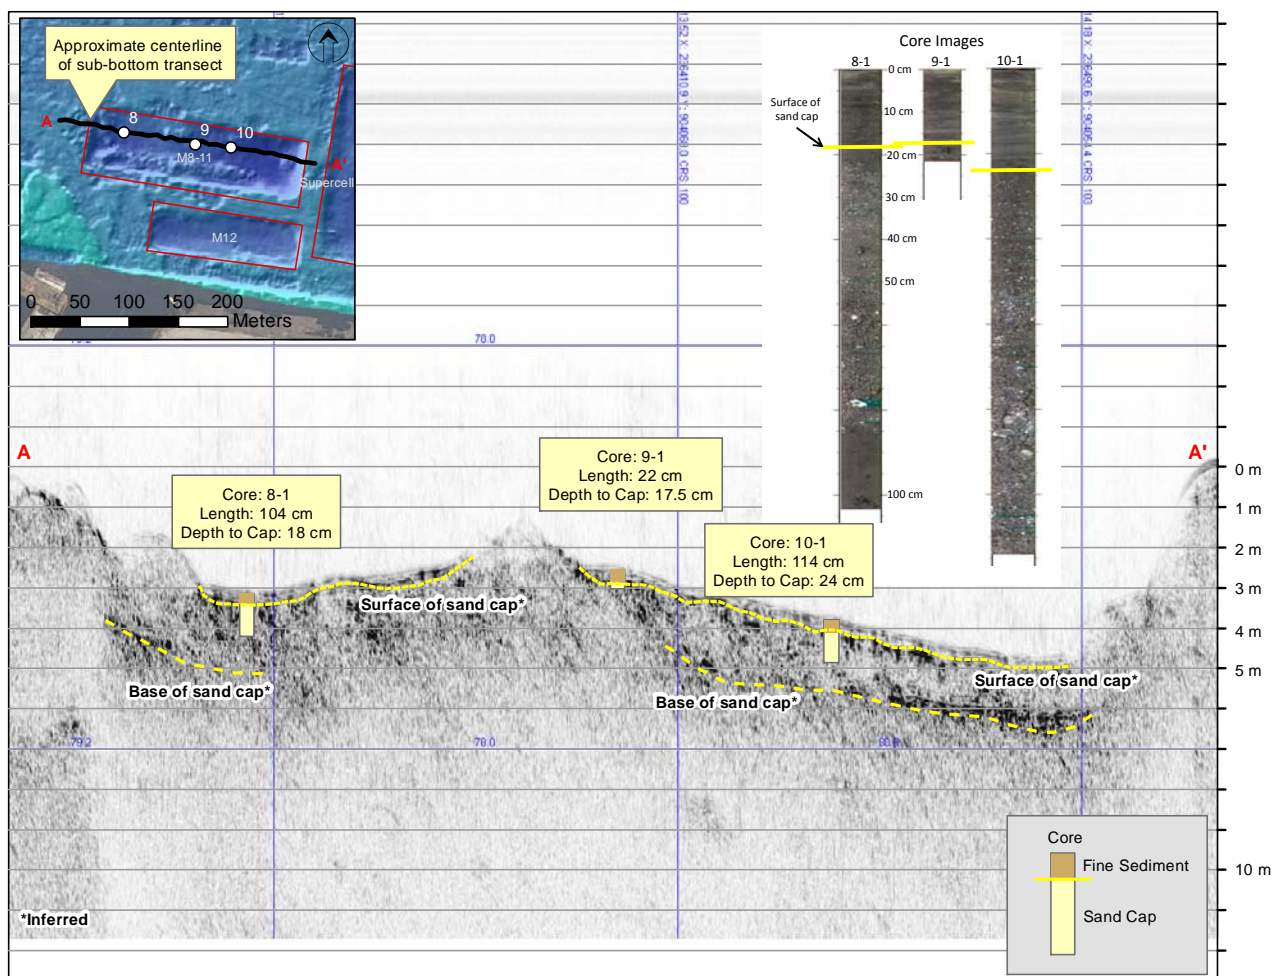 Approximate centerline
of sub-bottom transect
A
8
9
10
A'
M8-11
Supercell
M12
0 50 100 150 200
Meters
Core Images
8-1 9-1 10-1
0 cm
10 cm
20 cm
30 cm
40 cm
50 cm
100 cm
Surface of
sand cap
78.0
A
A'
Core: 8-1
Length: 104 cm
Depth to Cap: 18 cm
Core: 9-1
Length: 22 cm
Depth to Cap: 17.5 cm
Core: 10-1
Length: 114 cm
Depth to Cap: 24 cm
0 m
1 m
2 m
3 m
4 m
5 m
10 m
Surface of sand cap*
Base of sand cap*
Base of sand cap*
Surface of sand cap*
79.2
78.0
*Inferred
Core
Fine Sediment
Sand Cap